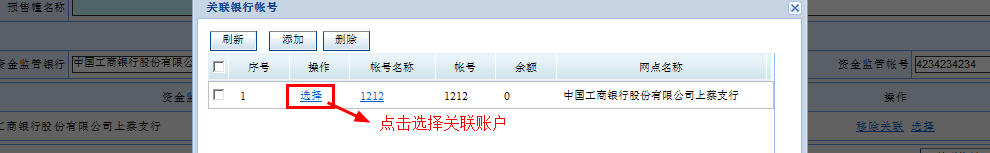 预售幢名称
关联银行帐号
刷新 添加 删除
资金监管银行 中国工商银行股份有限公 资金监管帐号 4234234234
序号 操作 帐号名称 帐号 余额 网点名称
1 选择 1212 1212 0 中国工商银行股份有限公司上蔡支行
资金 操作
点击选择关联账户
工商银行股份有限公司上蔡支行 移除关联 选择